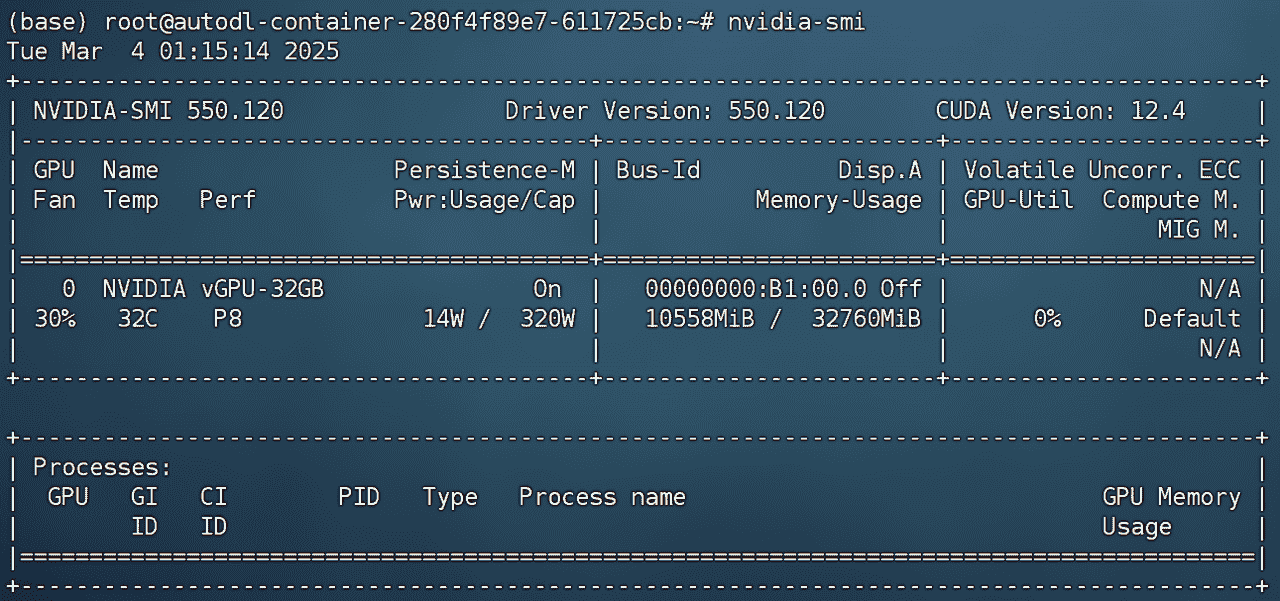 (base) root@autodl-container-280f4f89e7-611725cb:~# nvidia-smi
Tue Mar  4 01:15:14 2025
+-----------------------------------------------------------------------------------------+
| NVIDIA-SMI 550.120                Driver Version: 550.120        CUDA Version: 12.4     |
|-----------------------------------------+------------------------+----------------------+
| GPU  Name                 Persistence-M | Bus-Id          Disp.A | Volatile Uncorr. ECC |
| Fan  Temp   Perf          Pwr:Usage/Cap |           Memory-Usage | GPU-Util  Compute M. |
|                                         |                        |               MIG M. |
|=========================================+========================+======================|
|   0  NVIDIA vGPU-32GB               On  |   00000000:B1:00.0 Off |                  N/A |
| 30%   32C    P8             14W /  320W |   10558MiB /  32760MiB |      0%      Default |
|                                         |                        |                  N/A |
+-----------------------------------------+------------------------+----------------------+
+-----------------------------------------------------------------------------------------+
| Processes:                                                                              |
|  GPU   GI   CI        PID   Type   Process name                              GPU Memory |
|        ID   ID                                                               Usage      |
|=========================================================================================|
+-----------------------------------------------------------------------------------------+